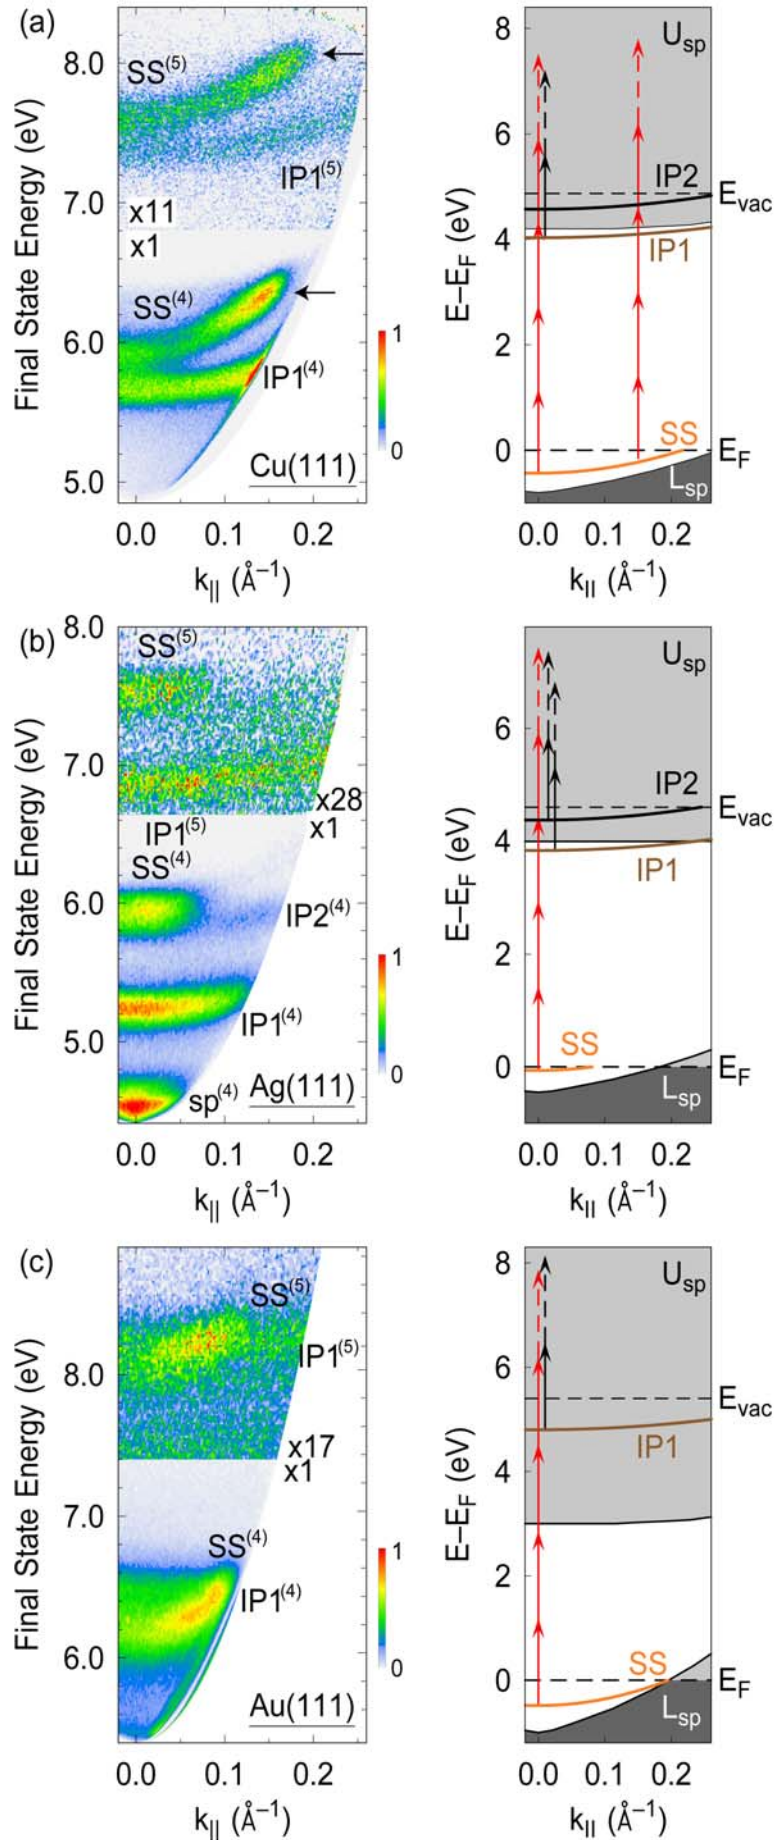 (a)
8.0
7.0
6.0
5.0
Final State Energy (eV)
SS(5)
IP1(5)
x11
x1
SS(4)
IP1(4)
1
0
Cu(111)
0.0 0.1 0.2
k|| (Å⁻¹)
8
6
4
2
0
E–EF (eV)
Usp
IP2
Evac
IP1
SS
EF
Lsp
0.0 0.1 0.2
k|| (Å⁻¹)
(b)
8.0
7.0
6.0
5.0
Final State Energy (eV)
SS(5)
x28
x1
IP1(5)
SS(4)
IP2(4)
IP1(4)
sp(4)
1
0
Ag(111)
0.0 0.1 0.2
k|| (Å⁻¹)
6
4
2
0
E–EF (eV)
Usp
IP2
Evac
IP1
SS
EF
Lsp
0.0 0.1 0.2
k|| (Å⁻¹)
(c)
8.0
7.0
6.0
Final State Energy (eV)
SS(5)
IP1(5)
x17
x1
SS(4)
IP1(4)
1
0
Au(111)
0.0 0.1 0.2
k|| (Å⁻¹)
8
6
4
2
0
E–EF (eV)
Usp
Evac
IP1
SS
EF
Lsp
0.0 0.1 0.2
k|| (Å⁻¹)